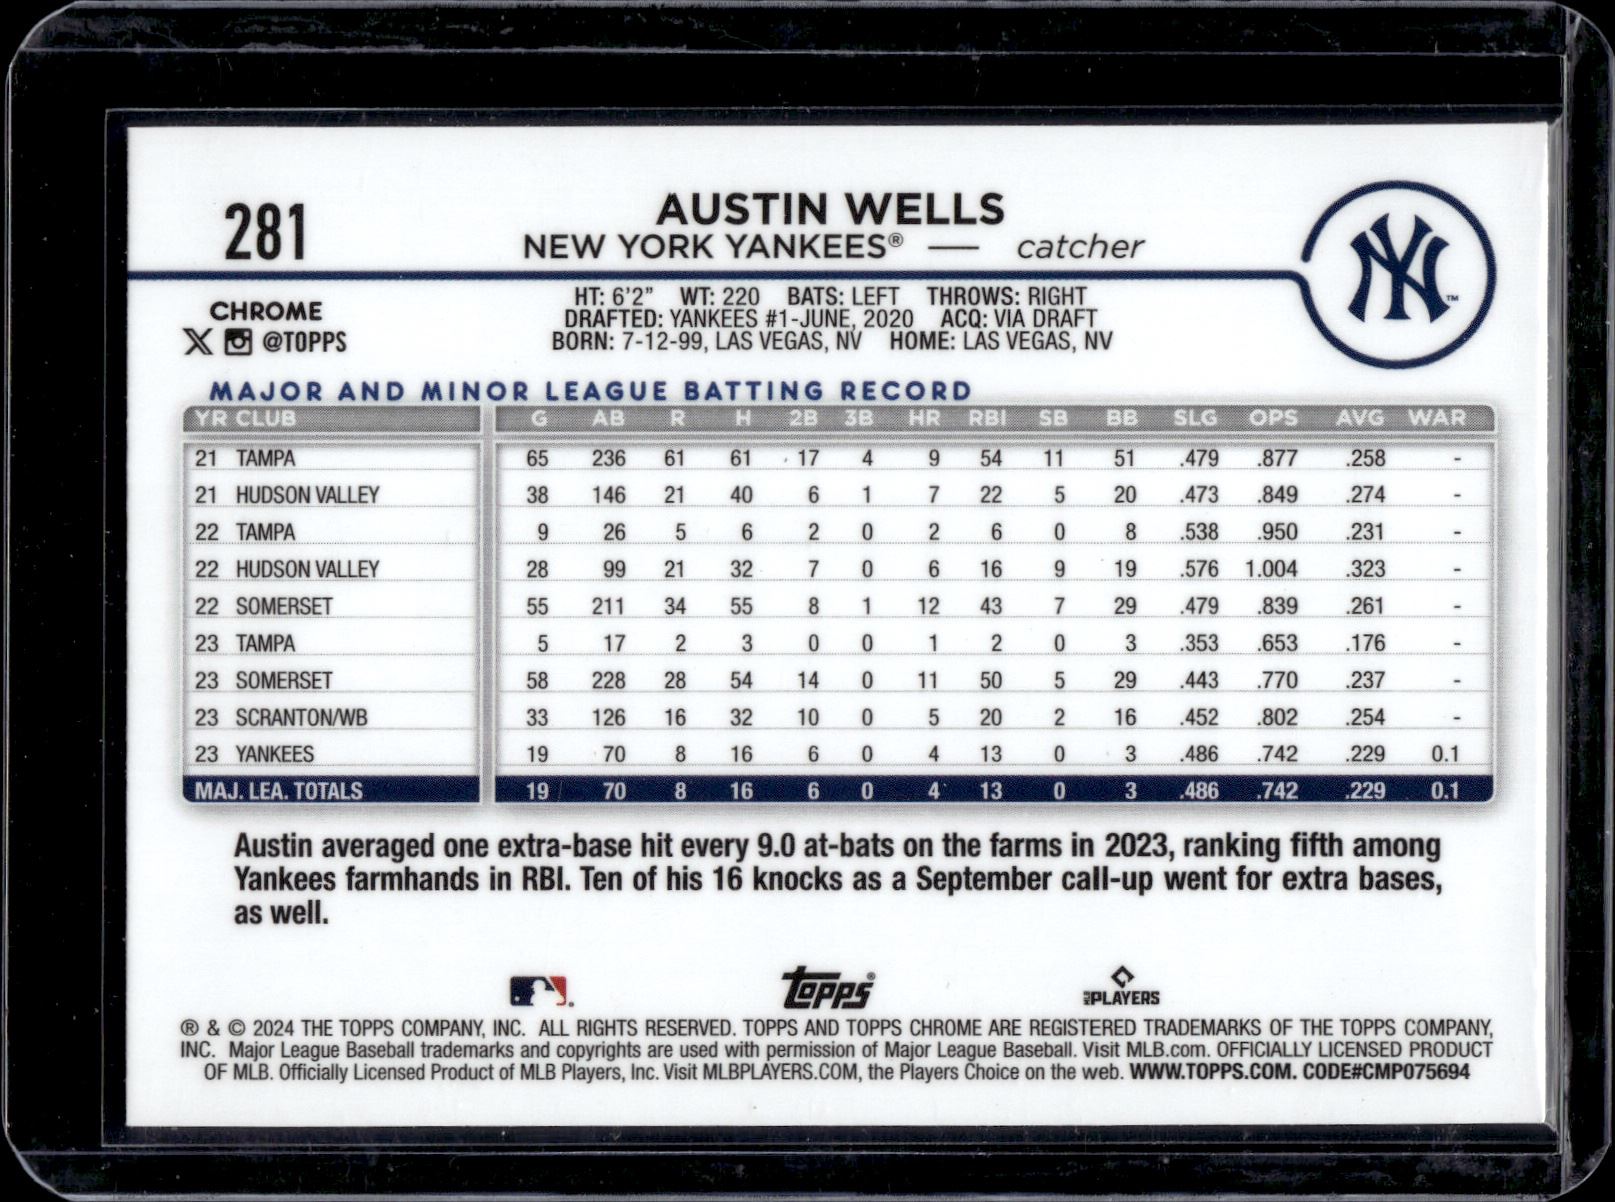 281
AUSTIN WELLS
NEW YORK YANKEES® — catcher
NY™
CHROME
X @TOPPS
HT: 6'2" WT: 220 BATS: LEFT THROWS: RIGHT
DRAFTED: YANKEES #1-JUNE, 2020 ACQ: VIA DRAFT
BORN: 7-12-99, LAS VEGAS, NV HOME: LAS VEGAS, NV
MAJOR AND MINOR LEAGUE BATTING RECORD
YR CLUB G AB R H 2B 3B HR RBI SB BB SLG OPS AVG WAR
21 TAMPA 65 236 61 61 17 4 9 54 11 51 .479 .877 .258 -
21 HUDSON VALLEY 38 146 21 40 6 1 7 22 5 20 .473 .849 .274 -
22 TAMPA 9 26 5 6 2 0 2 6 0 8 .538 .950 .231 -
22 HUDSON VALLEY 28 99 21 32 7 0 6 16 9 19 .576 1.004 .323 -
22 SOMERSET 55 211 34 55 8 1 12 43 7 29 .479 .839 .261 -
23 TAMPA 5 17 2 3 0 0 1 2 0 3 .353 .653 .176 -
23 SOMERSET 58 228 28 54 14 0 11 50 5 29 .443 .770 .237 -
23 SCRANTON/WB 33 126 16 32 10 0 5 20 2 16 .452 .802 .254 -
23 YANKEES 19 70 8 16 6 0 4 13 0 3 .486 .742 .229 0.1
MAJ. LEA. TOTALS 19 70 8 16 6 0 4 13 0 3 .486 .742 .229 0.1
Austin averaged one extra-base hit every 9.0 at-bats on the farms in 2023, ranking fifth among
Yankees farmhands in RBI. Ten of his 16 knocks as a September call-up went for extra bases,
as well.
topps® PLAYERS
® & © 2024 THE TOPPS COMPANY, INC. ALL RIGHTS RESERVED. TOPPS AND TOPPS CHROME ARE REGISTERED TRADEMARKS OF THE TOPPS COMPANY,
INC. Major League Baseball trademarks and copyrights are used with permission of Major League Baseball. Visit MLB.com. OFFICIALLY LICENSED PRODUCT
OF MLB. Officially Licensed Product of MLB Players, Inc. Visit MLBPLAYERS.COM, the Players Choice on the web. WWW.TOPPS.COM. CODE#CMP075694